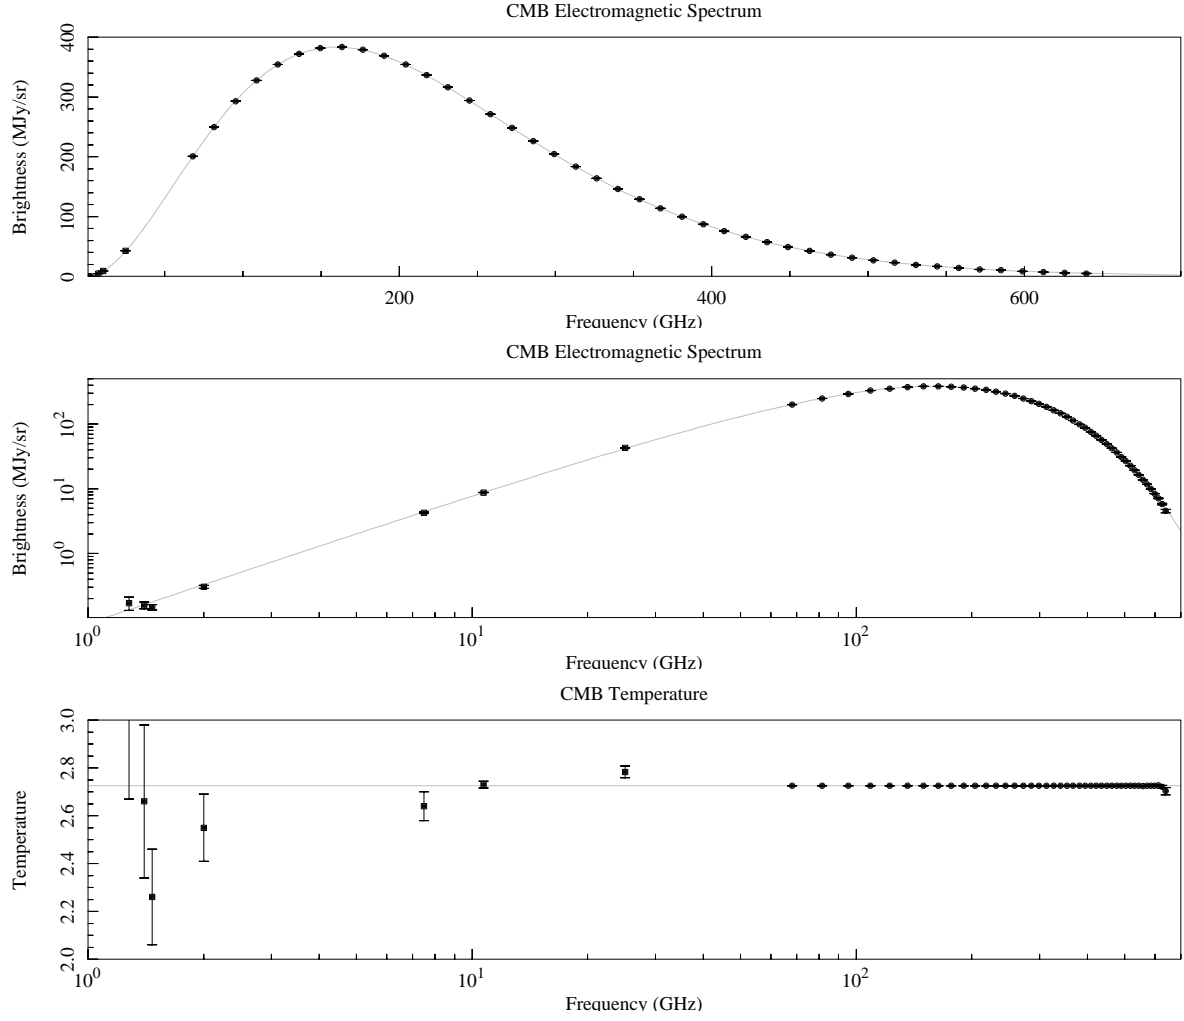 CMB Electromagnetic Spectrum
400
300
200
100
0
Brightness (MJy/sr)
200 400 600
Frequency (GHz)
CMB Electromagnetic Spectrum
10²
10¹
10⁰
Brightness (MJy/sr)
10⁰ 10¹ 10²
Frequency (GHz)
CMB Temperature
3.0
2.8
2.6
2.4
2.2
2.0
Temperature
10⁰ 10¹ 10²
Frequency (GHz)